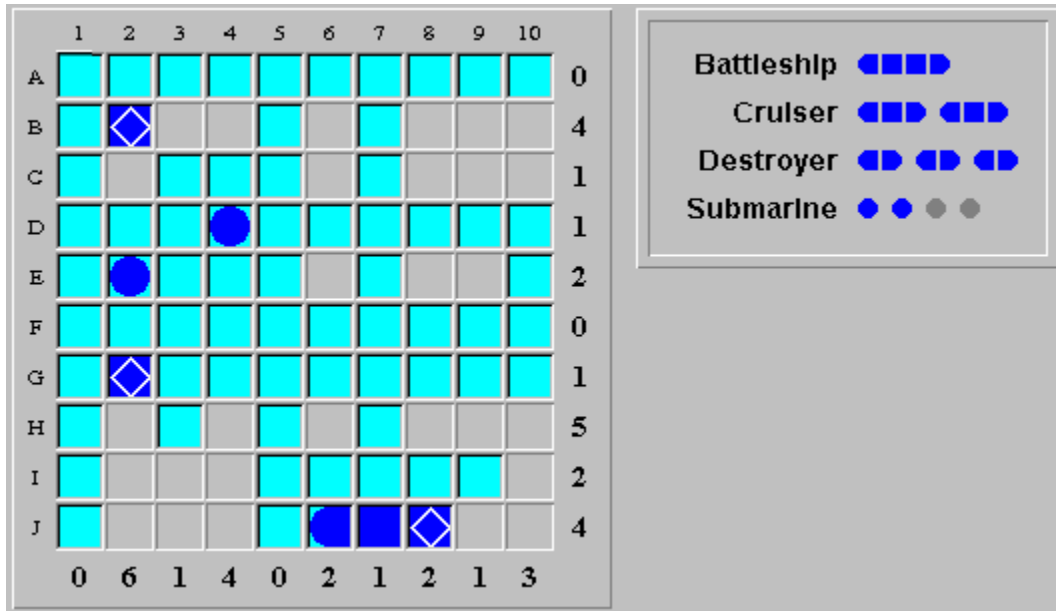 1 2 3 4 5 6 7 8 9 10
A 0
B 4
C 1
D 1
E 2
F 0
G 1
H 5
I 2
J 4
0 6 1 4 0 2 1 2 1 3
Battleship
Cruiser
Destroyer
Submarine